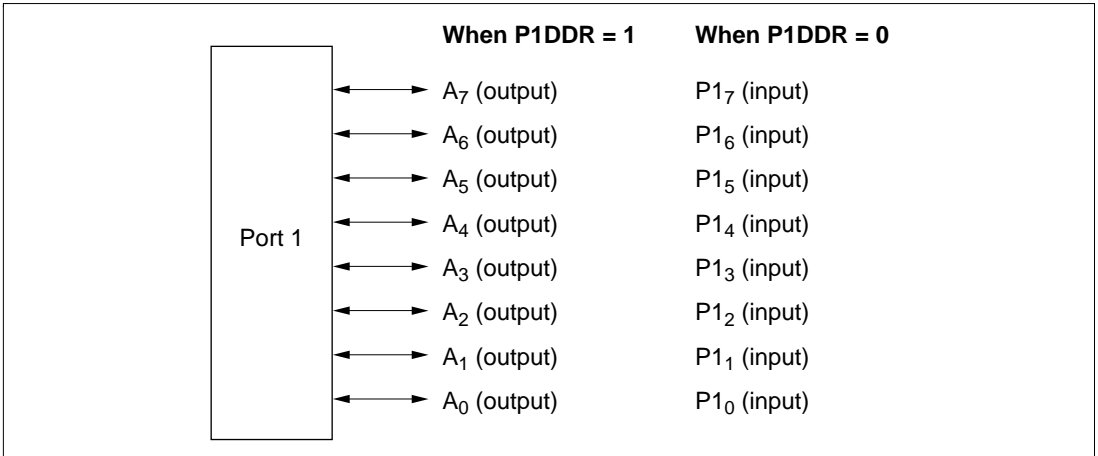 When P1DDR = 1 When P1DDR = 0
A₇ (output) P1₇ (input)
A₆ (output) P1₆ (input)
A₅ (output) P1₅ (input)
A₄ (output) P1₄ (input)
Port 1
A₃ (output) P1₃ (input)
A₂ (output) P1₂ (input)
A₁ (output) P1₁ (input)
A₀ (output) P1₀ (input)